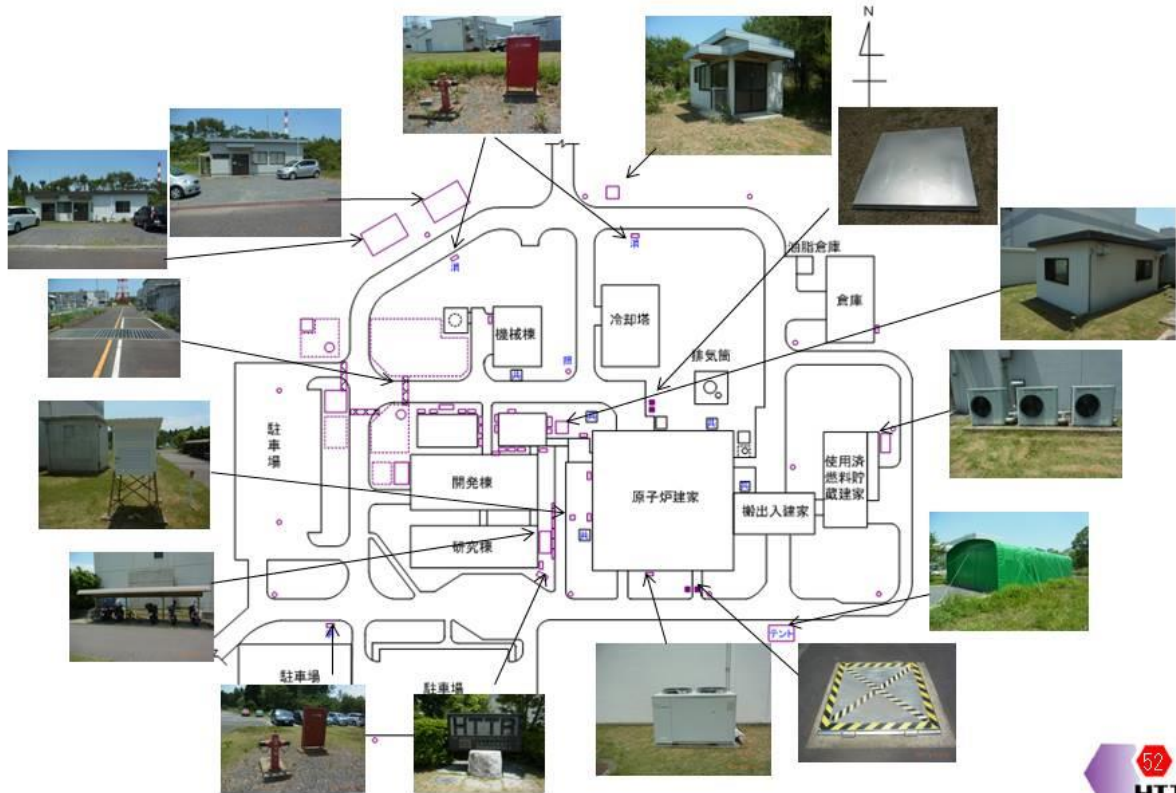 N
消
消
油脂倉庫
倉庫
機械棟
冷却塔
排気筒
駐
車
場
開発棟
原子炉建家
使用済
燃料貯
蔵建家
搬出入建家
研究棟
テント
駐車場
駐車場
HTTR
52
HTTR